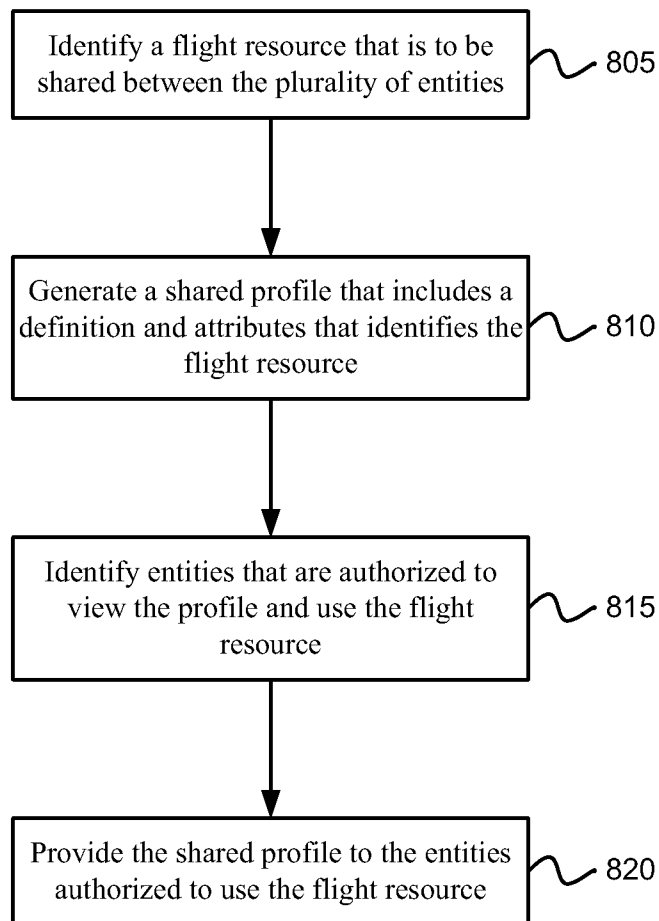 Identify a flight resource that is to be
shared between the plurality of entities
805
Generate a shared profile that includes a
definition and attributes that identifies the
flight resource
810
Identify entities that are authorized to
view the profile and use the flight
resource
815
Provide the shared profile to the entities
authorized to use the flight resource
820